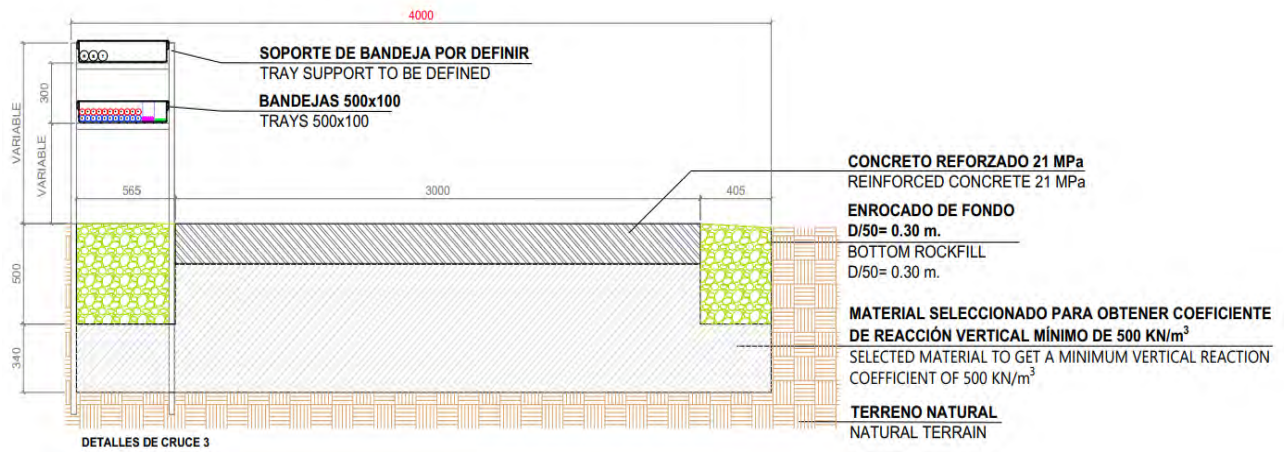 4000
SOPORTE DE BANDEJA POR DEFINIR
TRAY SUPPORT TO BE DEFINED
BANDEJAS 500x100
TRAYS 500x100
VARIABLE
300
VARIABLE
565
3000
405
500
340
CONCRETO REFORZADO 21 MPa
REINFORCED CONCRETE 21 MPa
ENROCADO DE FONDO
D/50= 0.30 m.
BOTTOM ROCKFILL
D/50= 0.30 m.
MATERIAL SELECCIONADO PARA OBTENER COEFICIENTE
DE REACCIÓN VERTICAL MÍNIMO DE 500 KN/m³
SELECTED MATERIAL TO GET A MINIMUM VERTICAL REACTION
COEFFICIENT OF 500 KN/m³
TERRENO NATURAL
NATURAL TERRAIN
DETALLES DE CRUCE 3